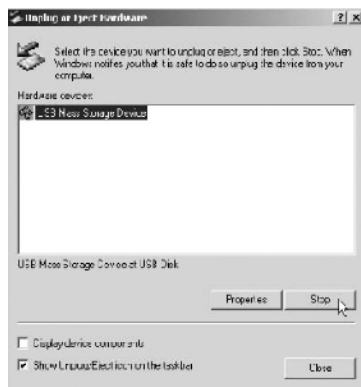 Unplug or Eject Hardware
Select the device you want to unplug or eject, and then click Stop. When
Windows notifies you that it is safe to do so unplug the device from your
computer.
Hardware devices:
USB Mass Storage Device
USB Mass Storage Device at USB Disk
Properties
Stop
Display device components
Show Unplug/Eject icon on the taskbar
Close